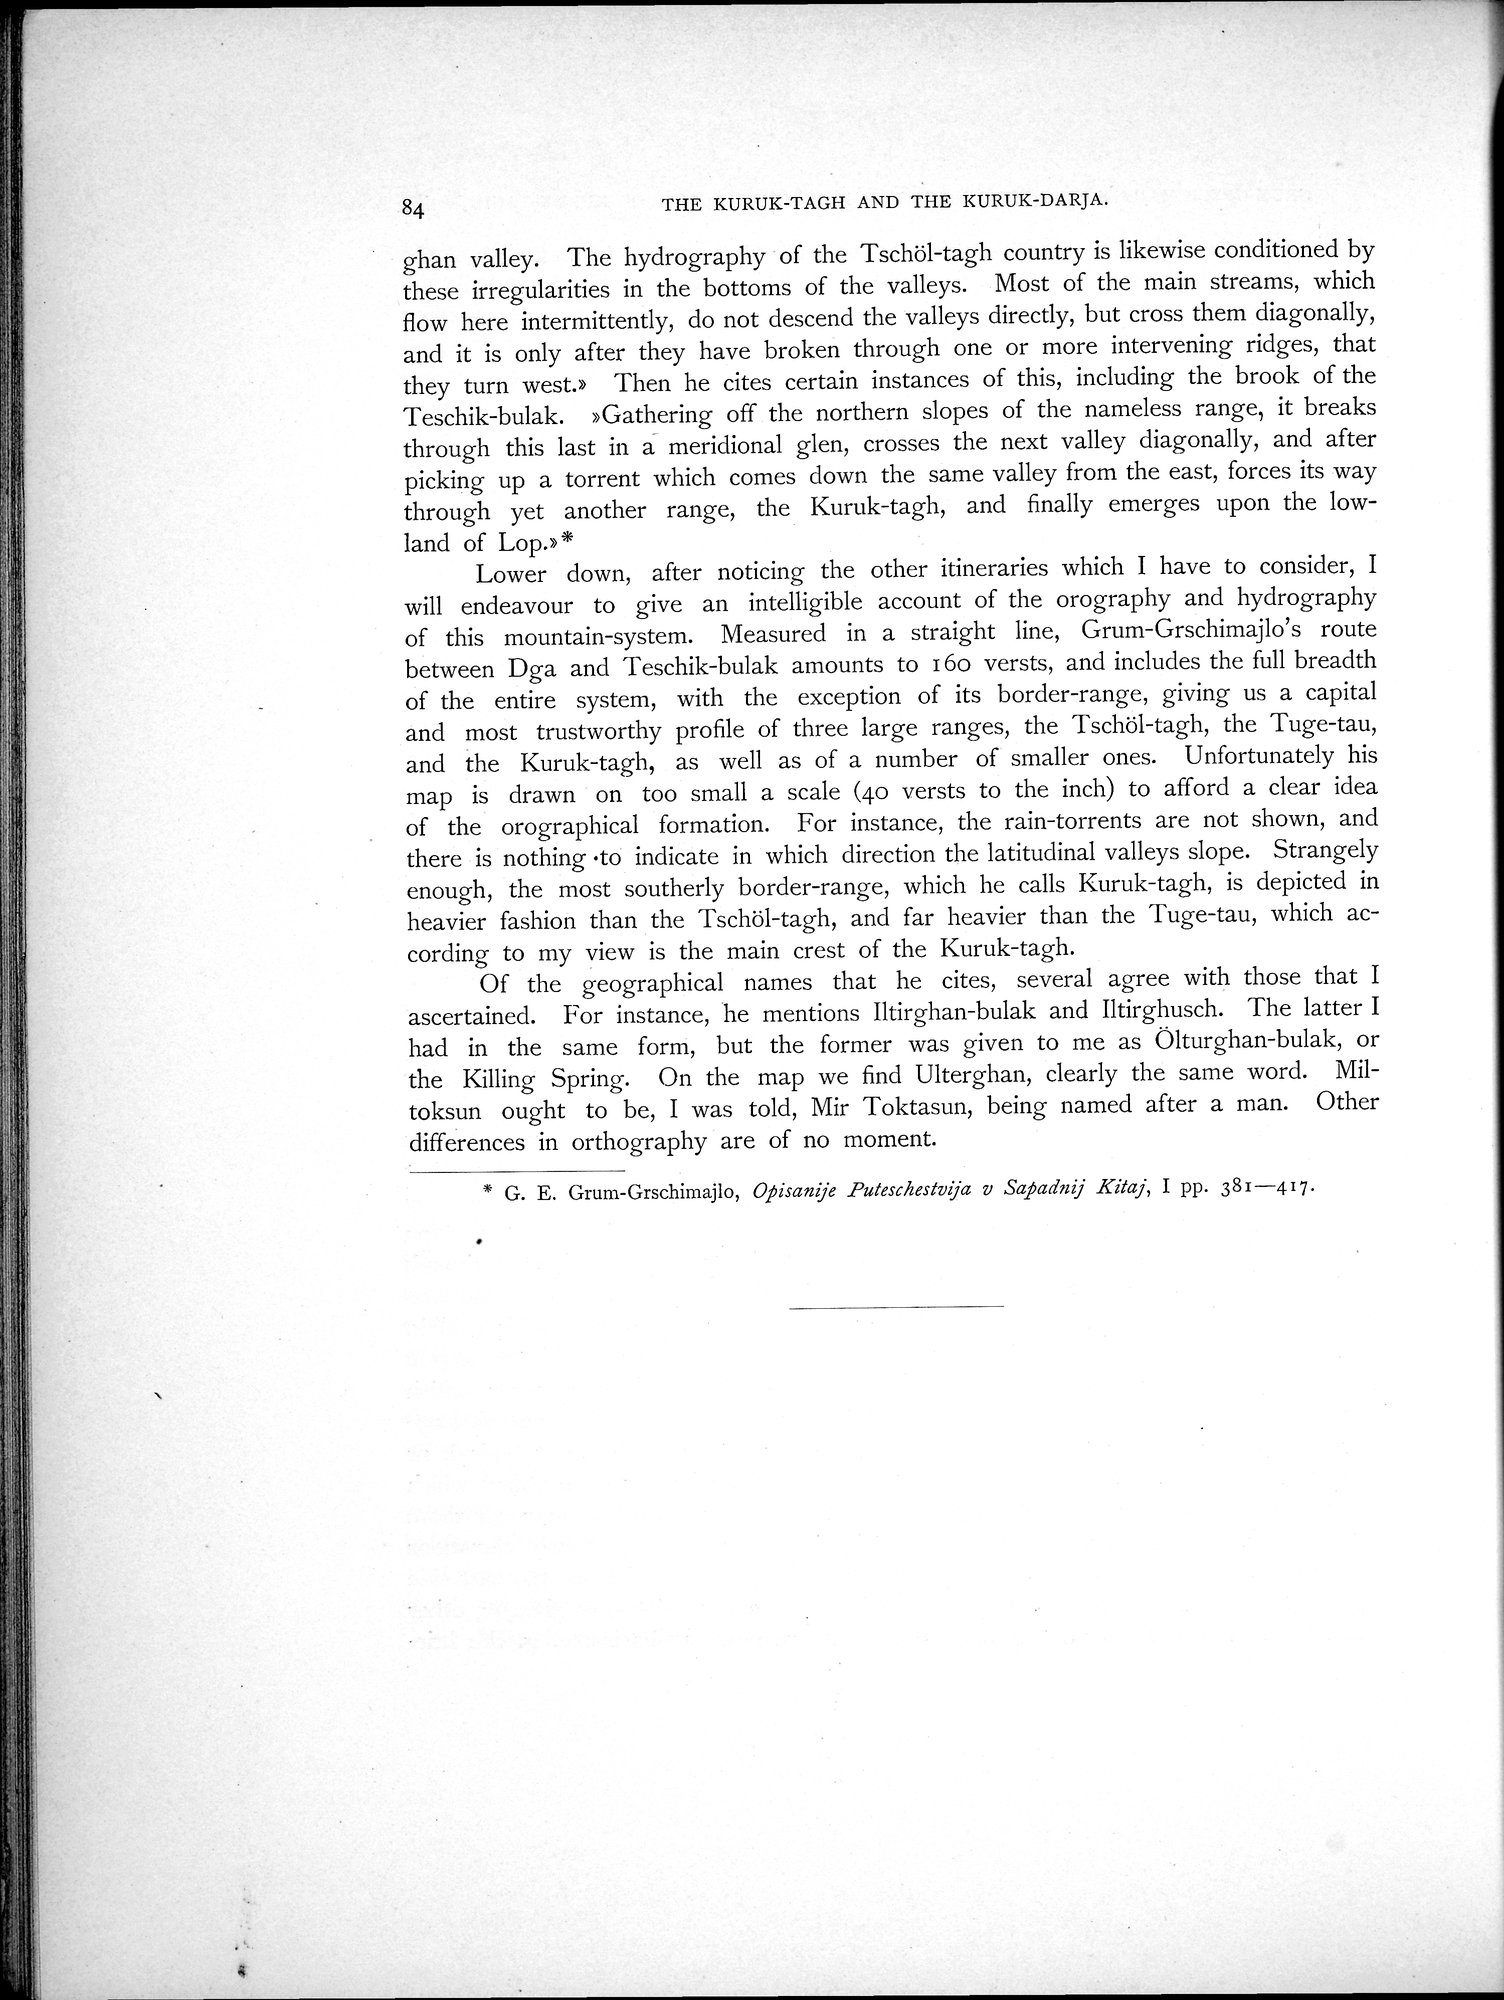 84
THE KURUK-TAGH AND THE KURUK-DARJA.
ghan valley. The hydrography of the Tschöl-tagh country is likewise conditioned by
these irregularities in the bottoms of the valleys. Most of the main streams, which
flow here intermittently, do not descend the valleys directly, but cross them diagonally,
and it is only after they have broken through one or more intervening ridges, that
they turn west.» Then he cites certain instances of this, including the brook of the
Teschik-bulak. »Gathering off the northern slopes of the nameless range, it breaks
through this last in a meridional glen, crosses the next valley diagonally, and after
picking up a torrent which comes down the same valley from the east, forces its way
through yet another range, the Kuruk-tagh, and finally emerges upon the low-
land of Lop.»*
Lower down, after noticing the other itineraries which I have to consider, I
will endeavour to give an intelligible account of the orography and hydrography
of this mountain-system. Measured in a straight line, Grum-Grschimajlo's route
between Dga and Teschik-bulak amounts to 160 versts, and includes the full breadth
of the entire system, with the exception of its border-range, giving us a capital
and most trustworthy profile of three large ranges, the Tschöl-tagh, the Tuge-tau,
and the Kuruk-tagh, as well as of a number of smaller ones. Unfortunately his
map is drawn on too small a scale (40 versts to the inch) to afford a clear idea
of the orographical formation. For instance, the rain-torrents are not shown, and
there is nothing to indicate in which direction the latitudinal valleys slope. Strangely
enough, the most southerly border-range, which he calls Kuruk-tagh, is depicted in
heavier fashion than the Tschöl-tagh, and far heavier than the Tuge-tau, which ac-
cording to my view is the main crest of the Kuruk-tagh.
Of the geographical names that he cites, several agree with those that I
ascertained. For instance, he mentions Iltirghan-bulak and Iltirghusch. The latter I
had in the same form, but the former was given to me as Ölturghan-bulak, or
the Killing Spring. On the map we find Ulterghan, clearly the same word. Mil-
toksun ought to be, I was told, Mir Toktasun, being named after a man. Other
differences in orthography are of no moment.
* G. E. Grum-Grschimajlo, Opisanije Puteschestvija v Sapadnij Kitaj, I pp. 381—417.